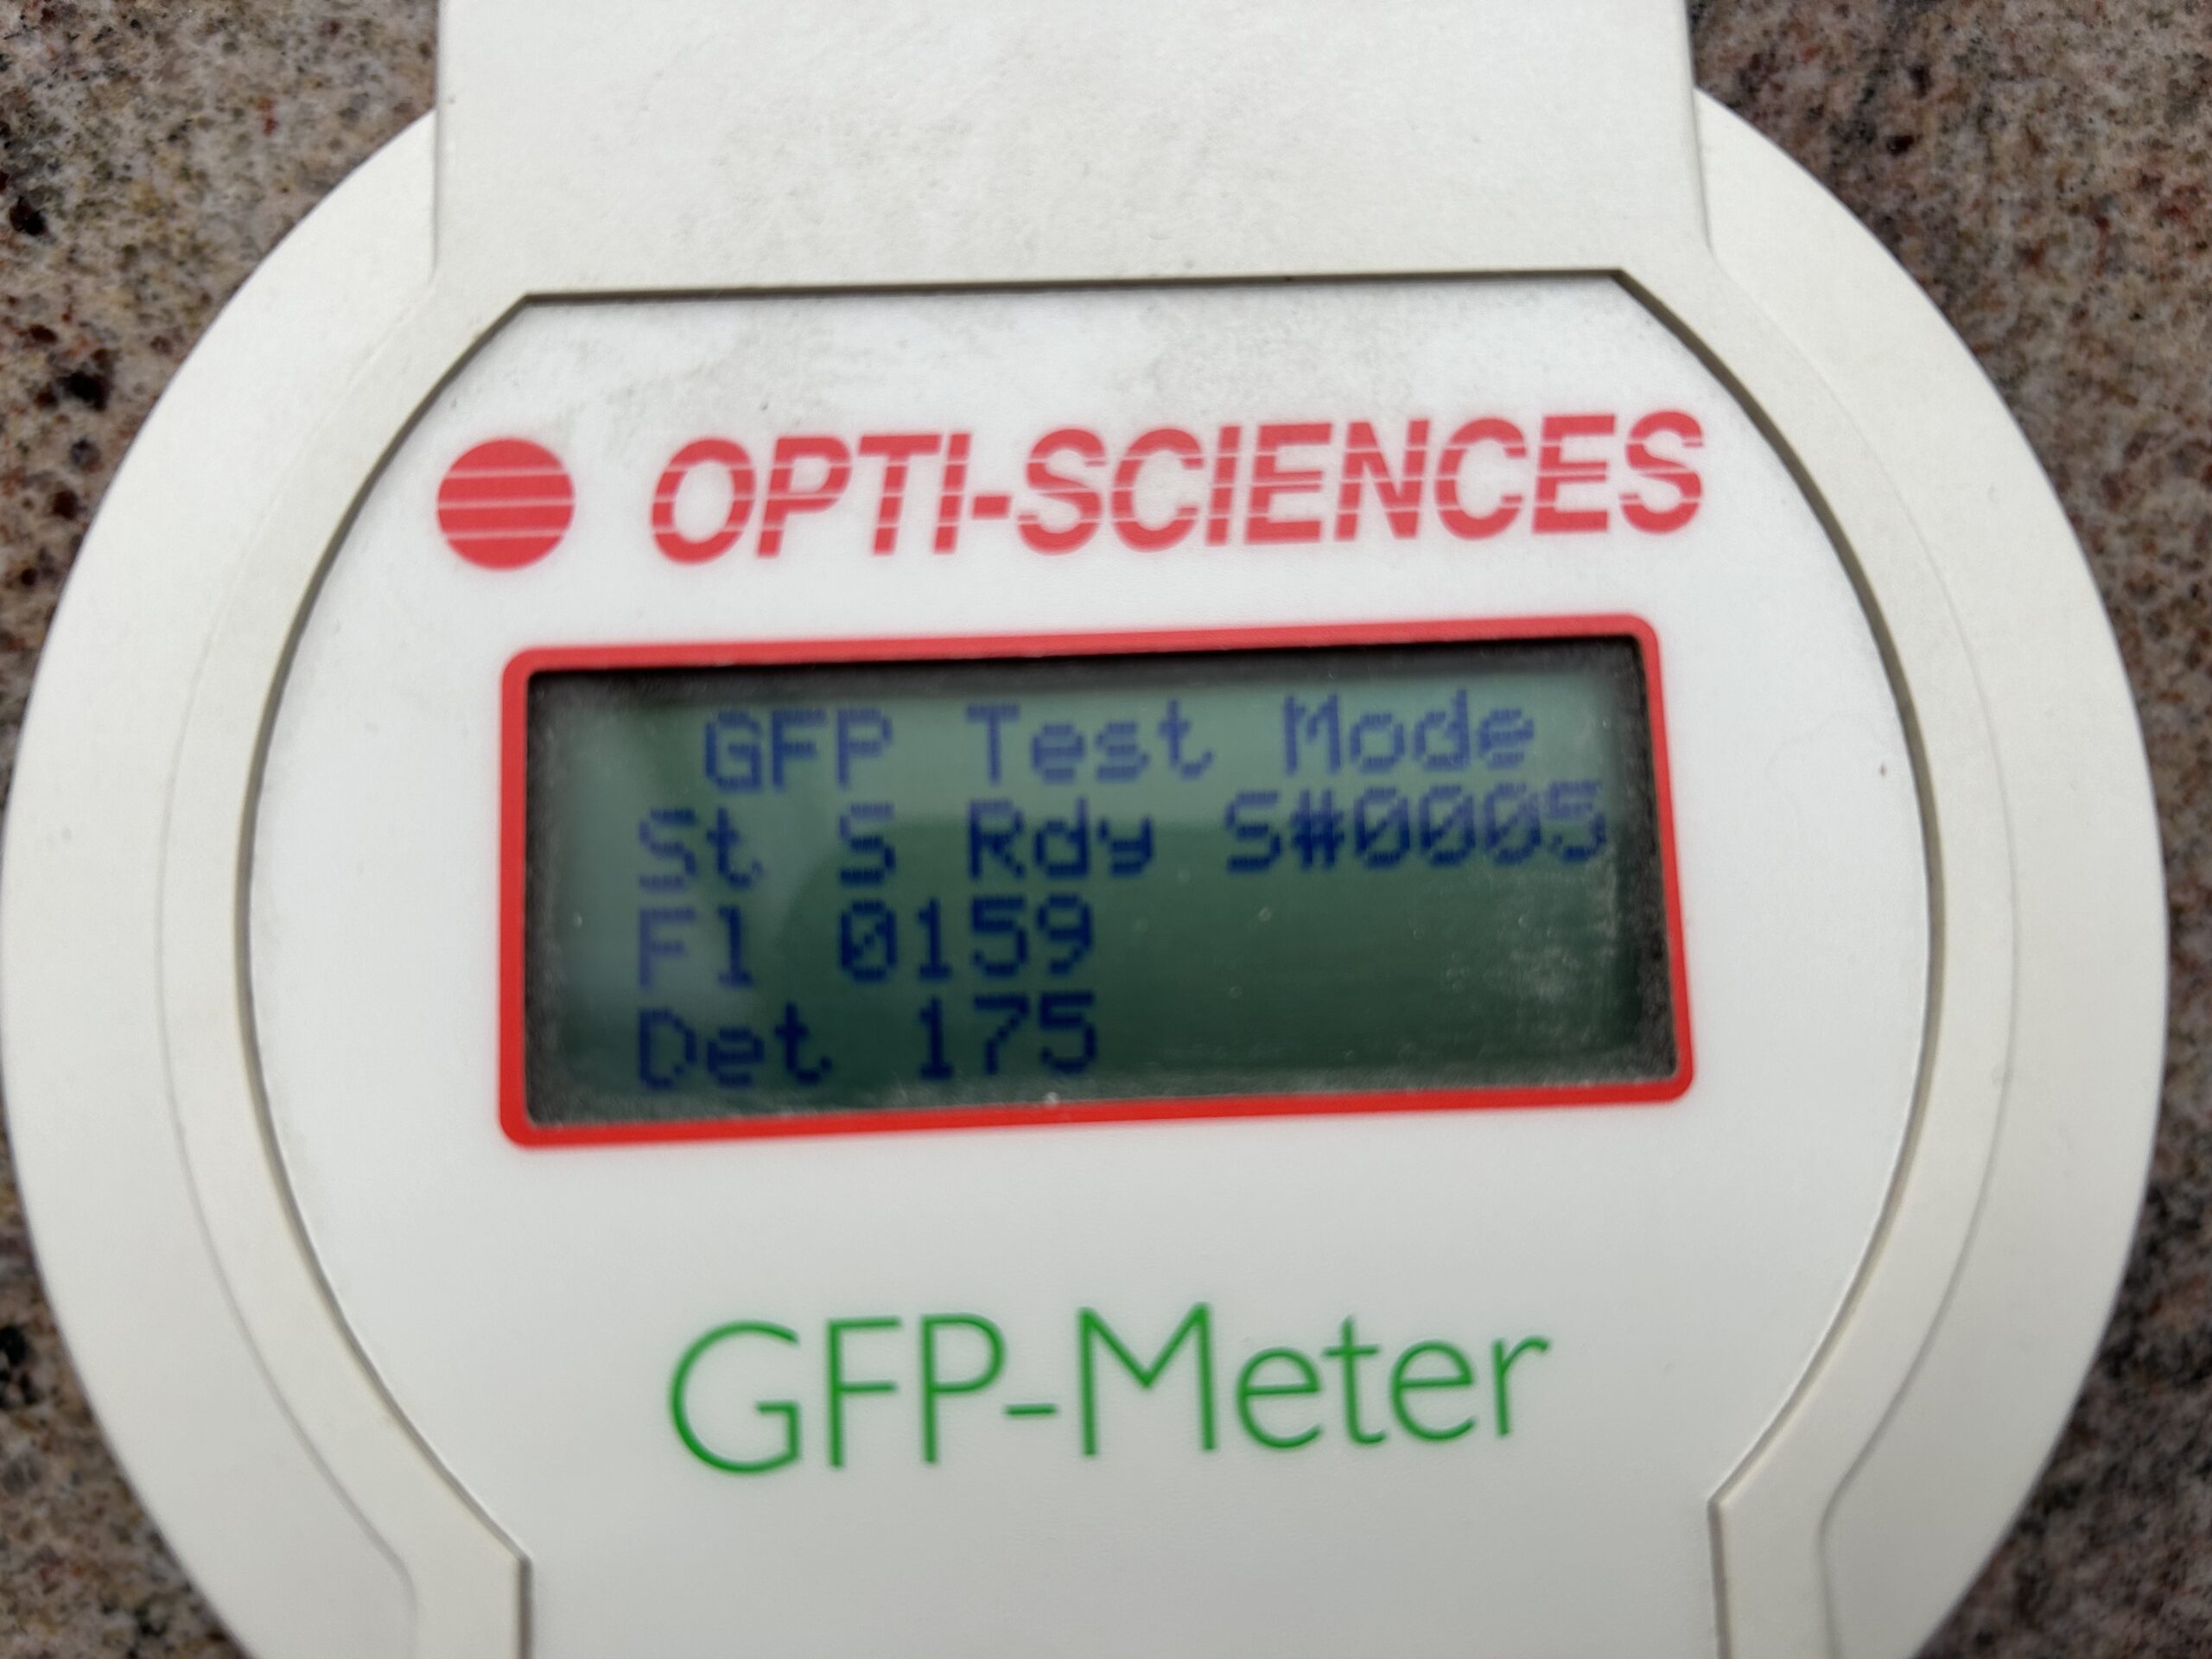 OPTI-SCIENCES
GFP Test Mode
St S Rdy S#0005
Fl 0159
Det 175
GFP-Meter